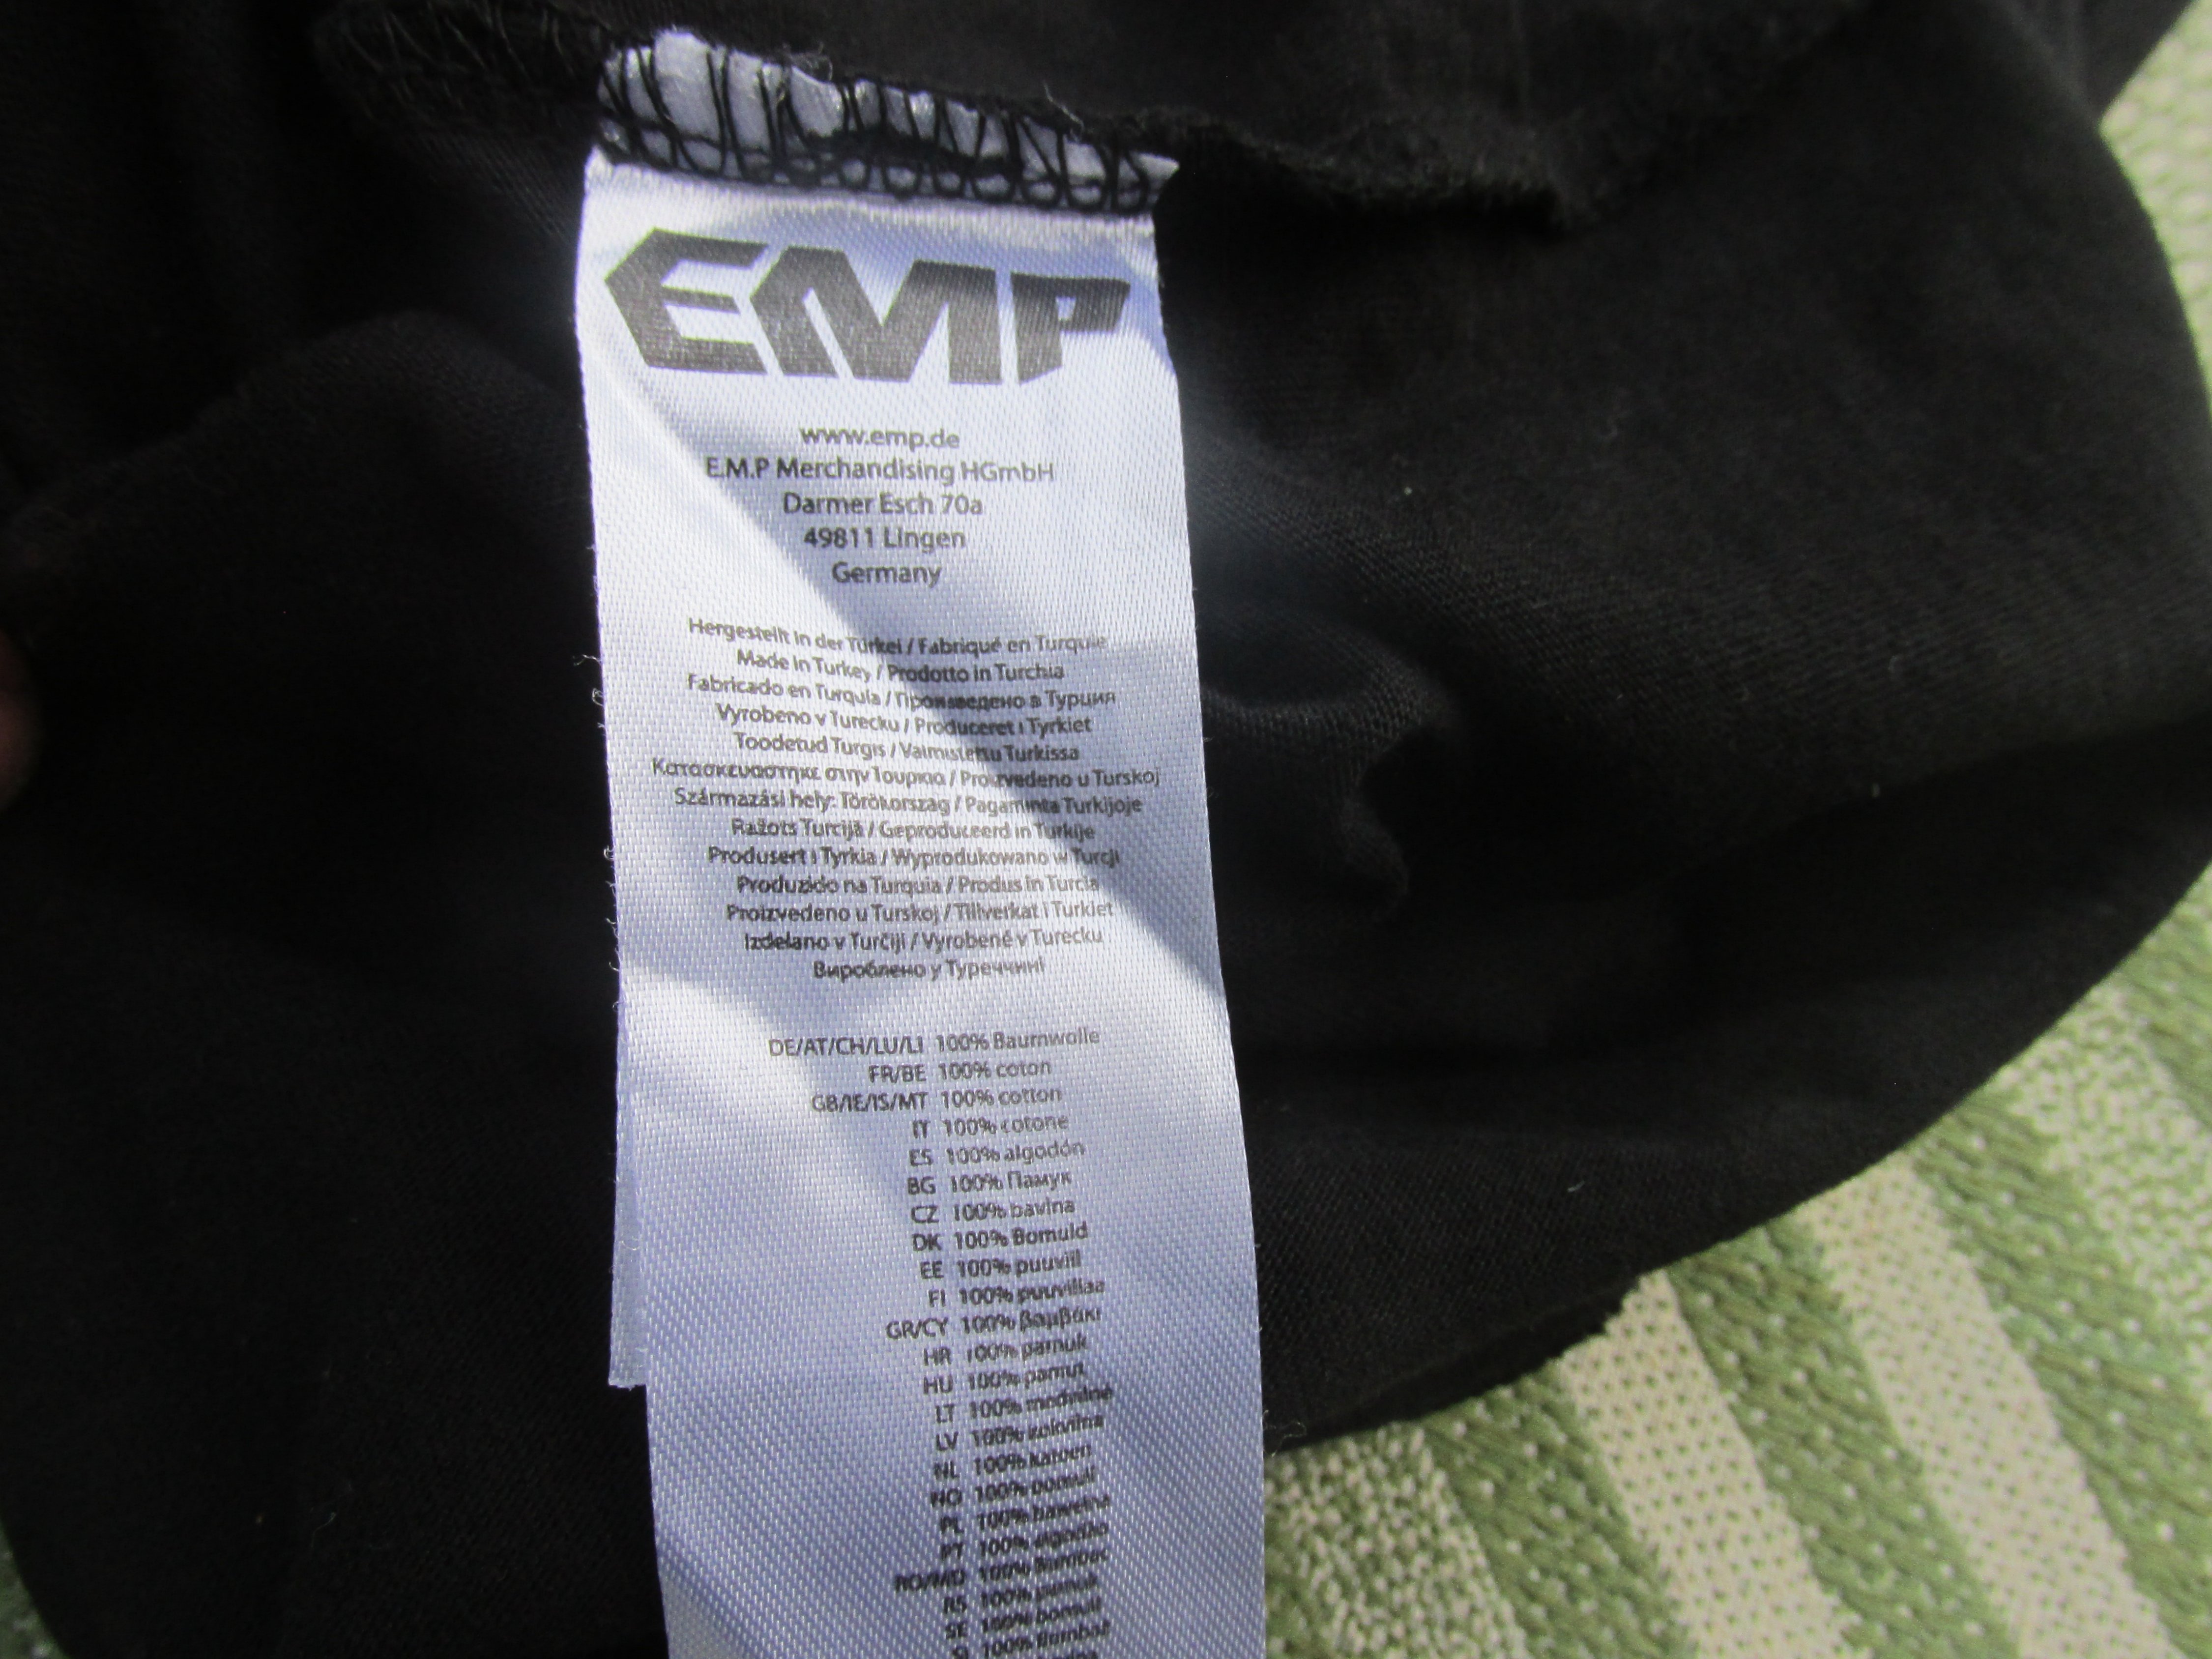 EMP
www.emp.de
E.M.P Merchandising HGmbH
Darmer Esch 70a
49811 Lingen
Germany
Hergestellt in der Türkei / Fabriqué en Turquie
Made in Turkey / Prodotto in Turchia
Fabricado en Turquía / Произведено в Турция
Vyrobeno v Turecku / Produceret i Tyrkiet
Toodetud Türgis / Valmistettu Turkissa
Κατασκευάστηκε στην Τουρκία / Proizvedeno u Turskoj
Származási hely: Törökország / Pagaminta Turkijoje
Ražots Turcijā / Geproduceerd in Turkije
Produsert i Tyrkia / Wyprodukowano w Turcji
Produzido na Turquia / Produs în Turcia
Proizvedeno u Turskoj / Tillverkat i Turkiet
Izdelano v Turčiji / Vyrobené v Turecku
Вироблено у Туреччині
DE/AT/CH/LU/LI 100% Baumwolle
FR/BE 100% coton
GB/IE/IS/MT 100% cotton
IT 100% cotone
ES 100% algodón
BG 100% Памук
CZ 100% bavlna
DK 100% Bomuld
EE 100% puuvill
FI 100% puuvillaa
GR/CY 100% βαμβάκι
HR 100% pamuk
HU 100% pamut
LT 100% medvilnė
LV 100% kokvilna
NL 100% katoen
NO 100% bomull
PL 100% bawełna
PT 100% algodão
RO/MD 100% Bumbac
RS 100% pamuk
SE 100% bomull
SI 100% Bombaž